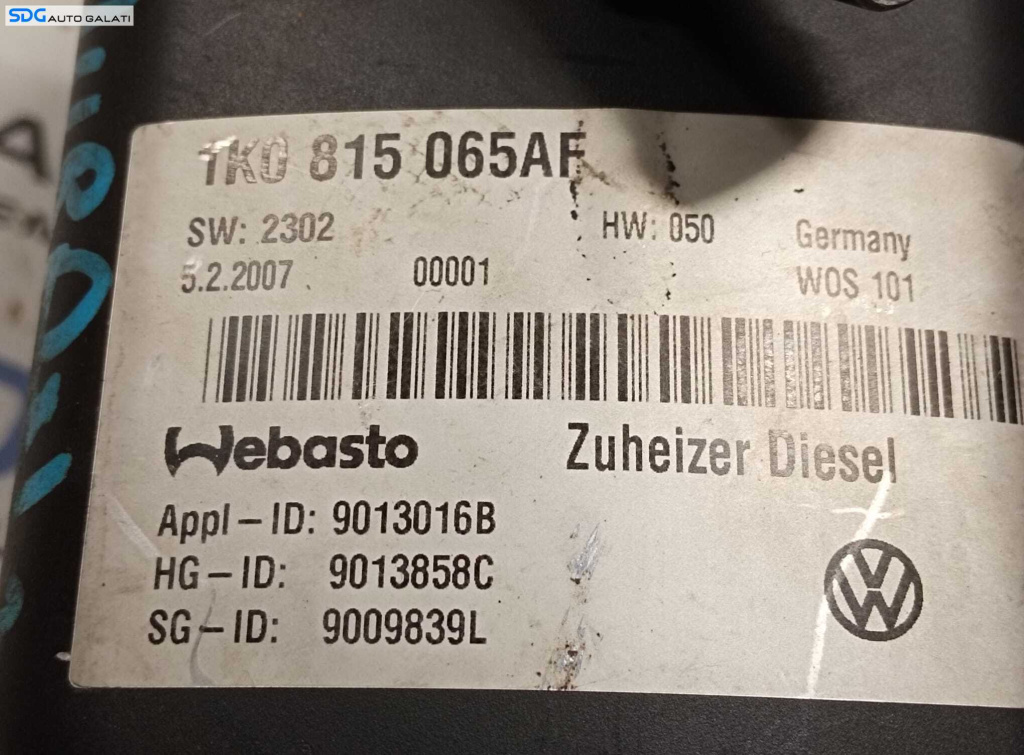 SDG AUTO GALATI
1K0 815 065AF
SW: 2302 HW: 050 Germany
5.2.2007 00001 WOS 101
Webasto Zuheizer Diesel
Appl-ID: 9013016B
HG-ID: 9013858C
SG-ID: 9009839L